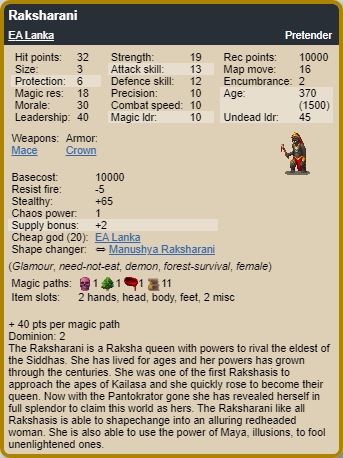 Raksharani
EA Lanka Pretender
Hit points: 32 Strength: 19 Rec points: 10000
Size: 3 Attack skill: 13 Map move: 16
Protection: 6 Defence skill: 12 Encumbrance: 2
Magic res: 18 Precision: 10 Age: 370
Morale: 30 Combat speed: 10 (1500)
Leadership: 40 Magic ldr: 10 Undead ldr: 45
Weapons: Armor:
Mace Crown
Basecost: 10000
Resist fire: -5
Stealthy: +65
Chaos power: 1
Supply bonus: +2
Cheap god (20): EA Lanka
Shape changer: ⇔ Manushya Raksharani
(Glamour, need-not-eat, demon, forest-survival, female)
Magic paths: 1 1 1 11
Item slots: 2 hands, head, body, feet, 2 misc
+ 40 pts per magic path
Dominion: 2
The Raksharani is a Raksha queen with powers to rival the eldest of
the Siddhas. She has lived for ages and her powers has grown
through the centuries. She was one of the first Rakshasis to
approach the apes of Kailasa and she quickly rose to become their
queen. Now with the Pantokrator gone she has revealed herself in
full splendor to claim this world as hers. The Raksharani like all
Rakshasis is able to shapechange into an alluring redheaded
woman. She is also able to use the power of Maya, illusions, to fool
unenlightened ones.